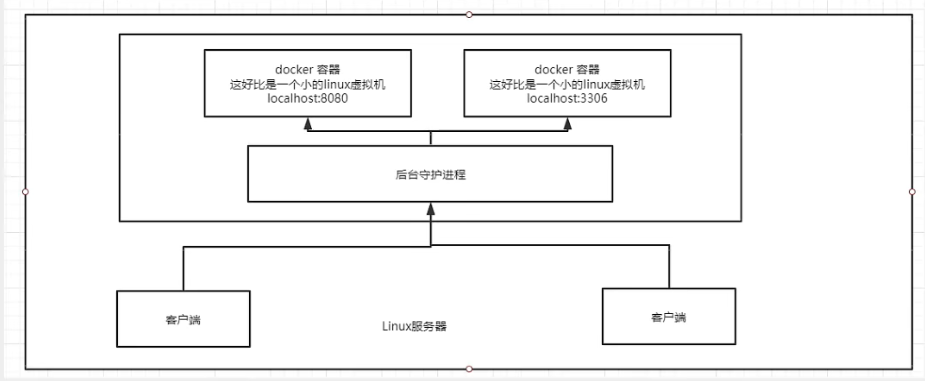 docker 容器
这好比是一个小的linux虚拟机
localhost:8080
docker 容器
这好比是一个小的linux虚拟机
localhost:3306
后台守护进程
客户端
Linux服务器
客户端